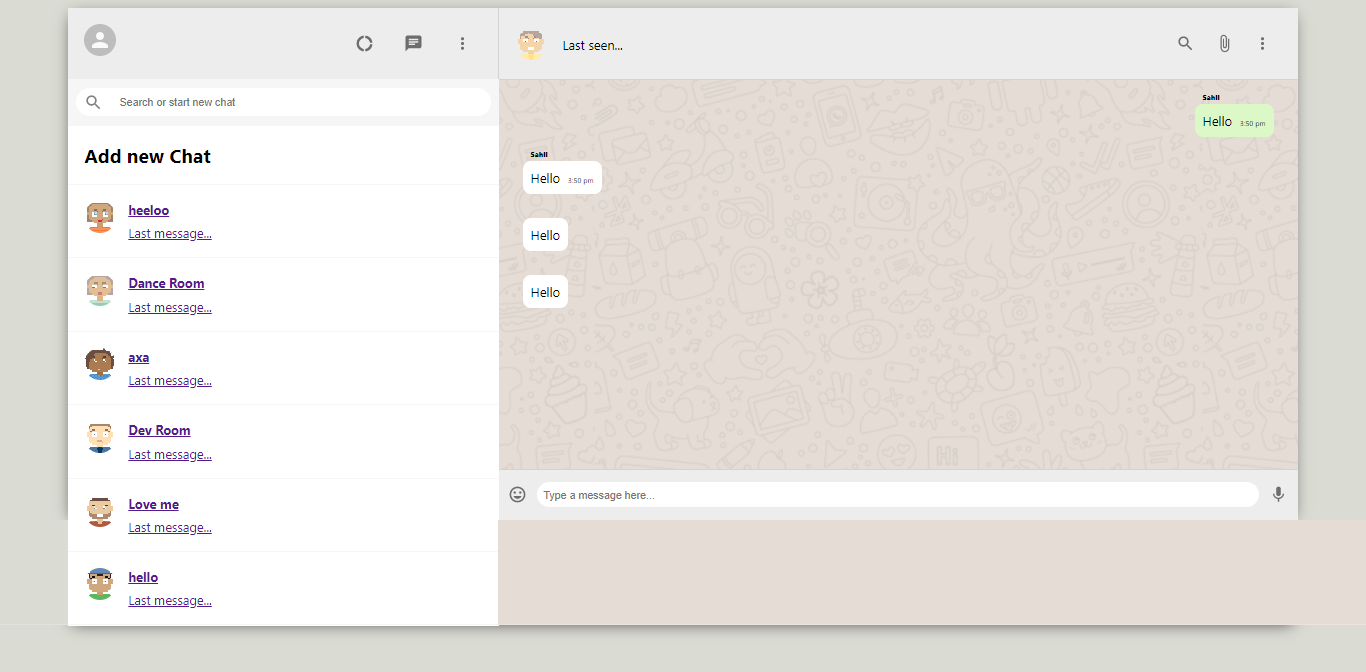 Last seen...
Search or start new chat
Add new Chat
heeloo
Last message...
Dance Room
Last message...
axa
Last message...
Dev Room
Last message...
Love me
Last message...
hello
Last message...
Sahil
Hello 3:50 pm
Sahil
Hello 3:50 pm
Hello
Hello
Type a message here...